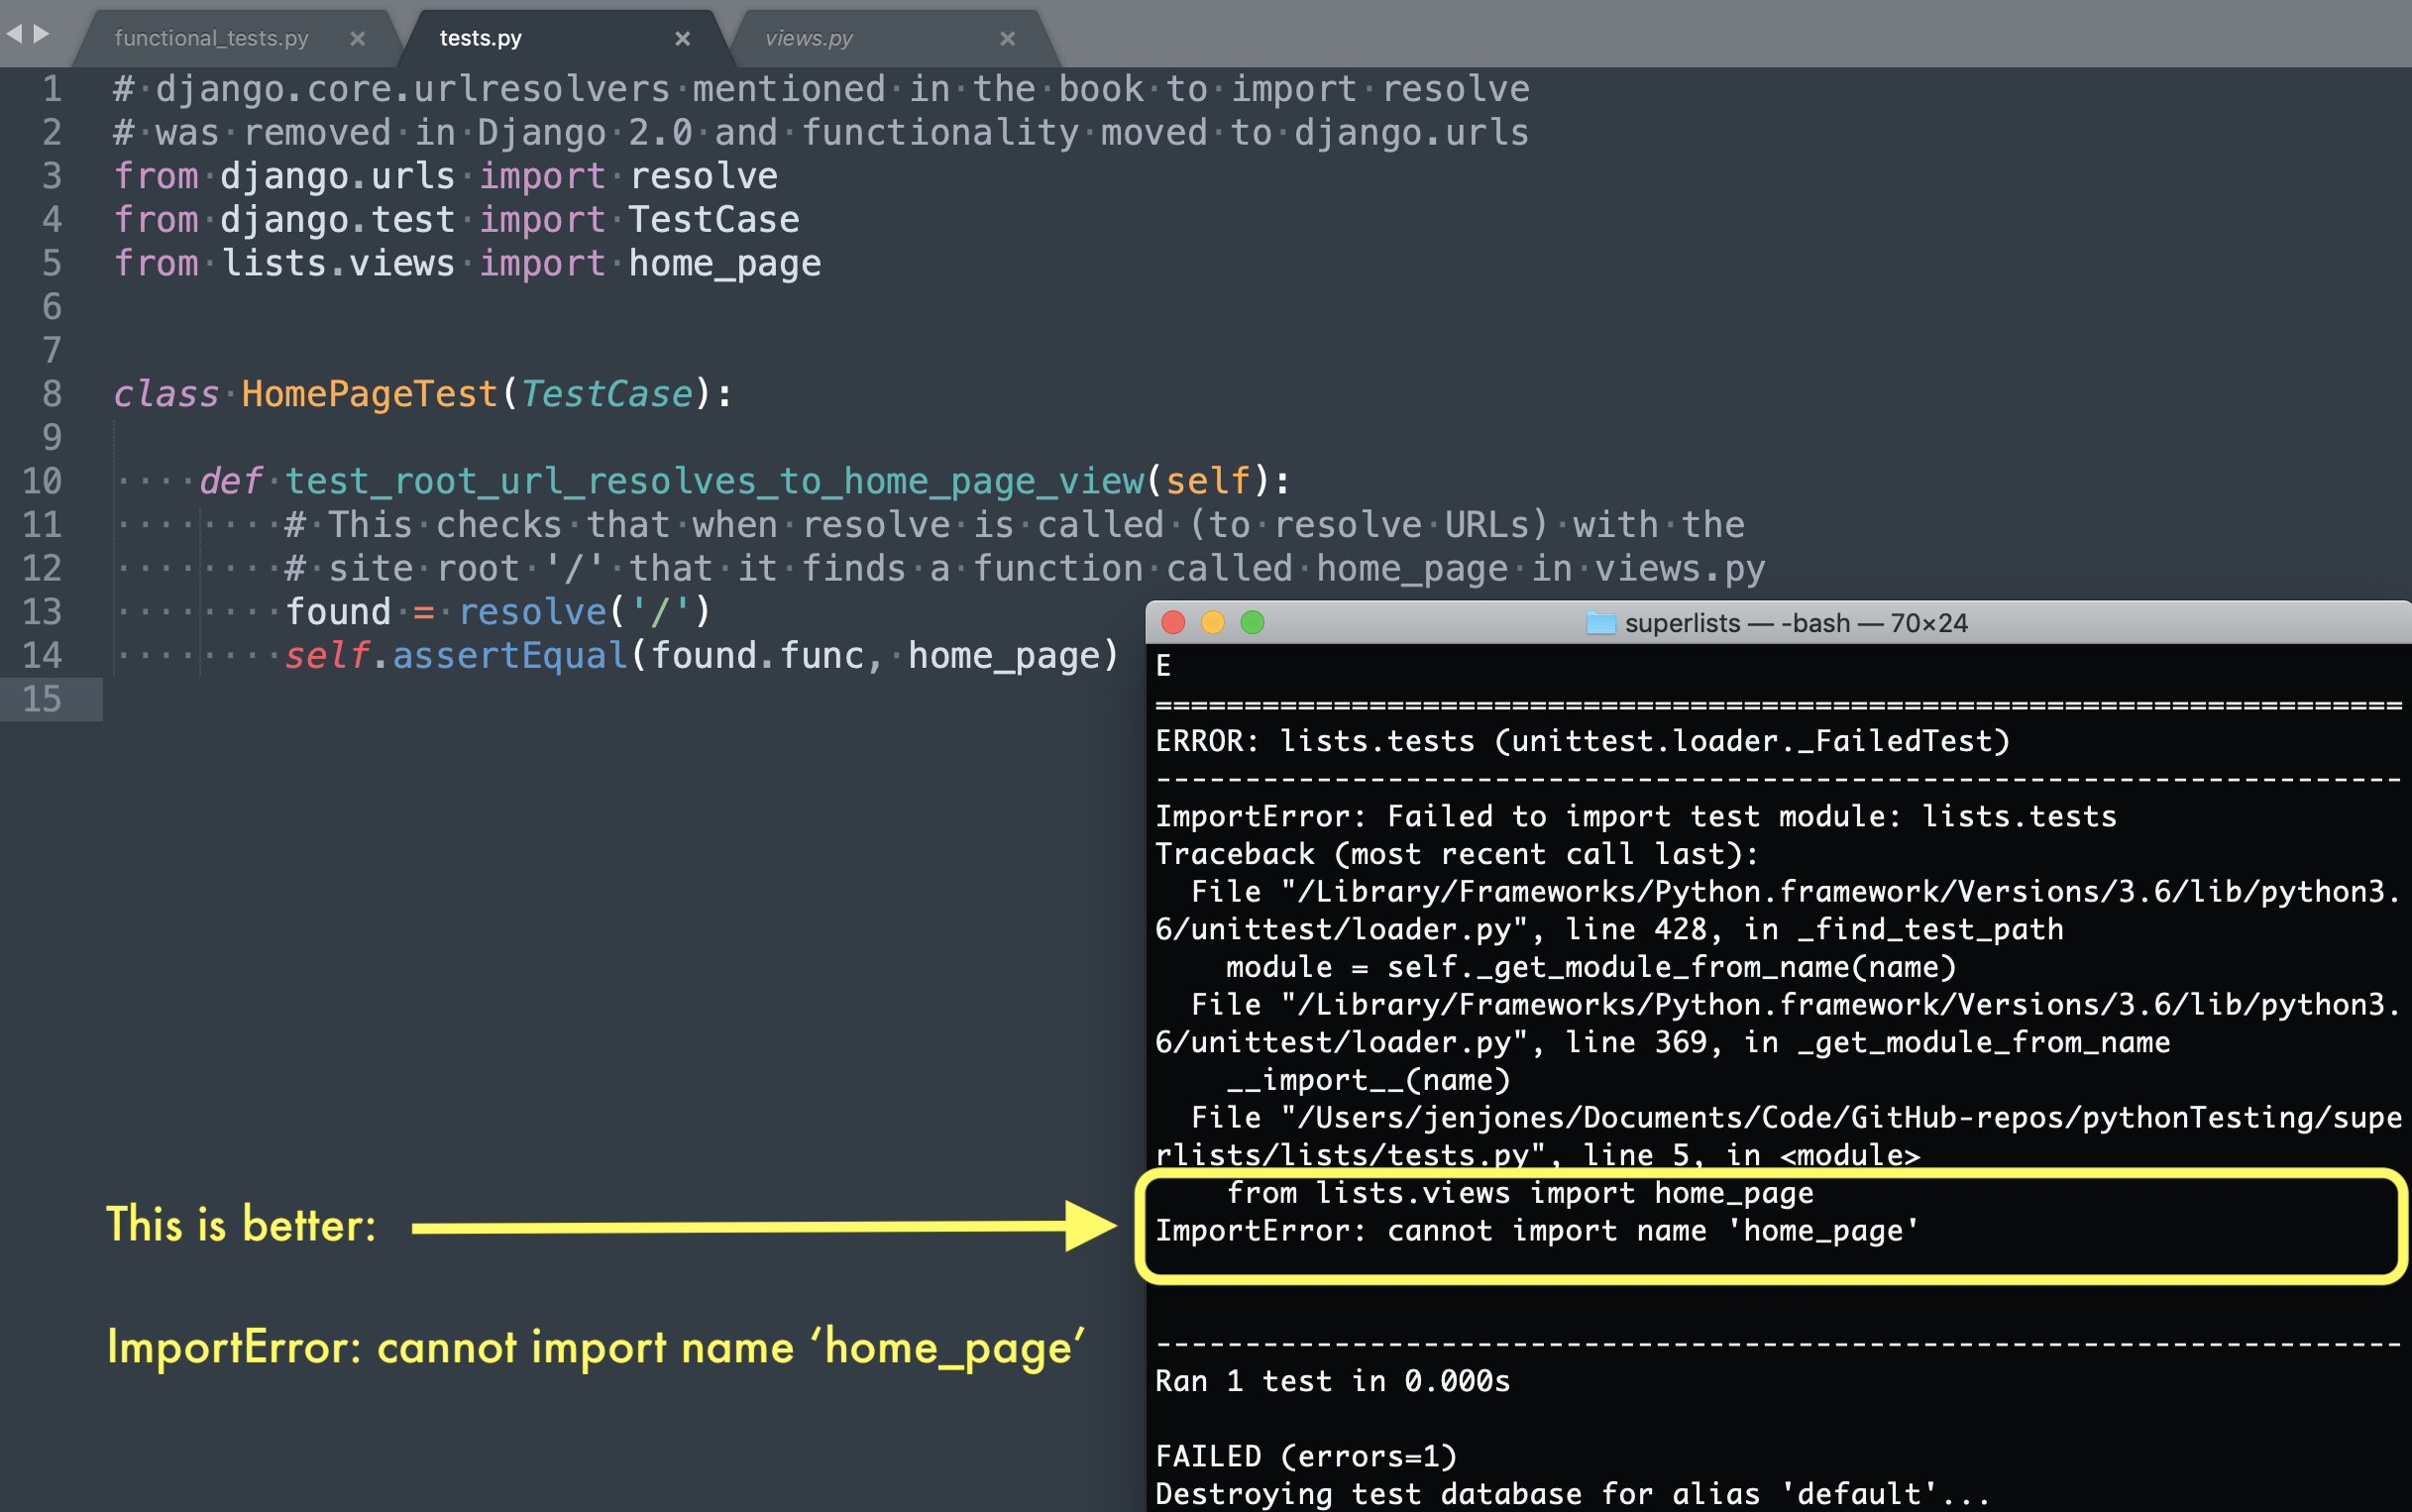 functional_tests.py × tests.py × views.py ×
1 # django.core.urlresolvers mentioned in the book to import resolve
2 # was removed in Django 2.0 and functionality moved to django.urls
3 from django.urls import resolve
4 from django.test import TestCase
5 from lists.views import home_page
6
7
8 class HomePageTest(TestCase):
9
10 def test_root_url_resolves_to_home_page_view(self):
11 # This checks that when resolve is called (to resolve URLs) with the
12 # site root '/' that it finds a function called home_page in views.py
13 found = resolve('/')
14 self.assertEqual(found.func, home_page)
15
superlists — -bash — 70×24
E
======================================================================
ERROR: lists.tests (unittest.loader._FailedTest)
----------------------------------------------------------------------
ImportError: Failed to import test module: lists.tests
Traceback (most recent call last):
  File "/Library/Frameworks/Python.framework/Versions/3.6/lib/python3.
6/unittest/loader.py", line 428, in _find_test_path
    module = self._get_module_from_name(name)
  File "/Library/Frameworks/Python.framework/Versions/3.6/lib/python3.
6/unittest/loader.py", line 369, in _get_module_from_name
    __import__(name)
  File "/Users/jenjones/Documents/Code/GitHub-repos/pythonTesting/supe
rlists/lists/tests.py", line 5, in <module>
    from lists.views import home_page
ImportError: cannot import name 'home_page'
----------------------------------------------------------------------
Ran 1 test in 0.000s
FAILED (errors=1)
Destroying test database for alias 'default'...
This is better:
ImportError: cannot import name ‘home_page’